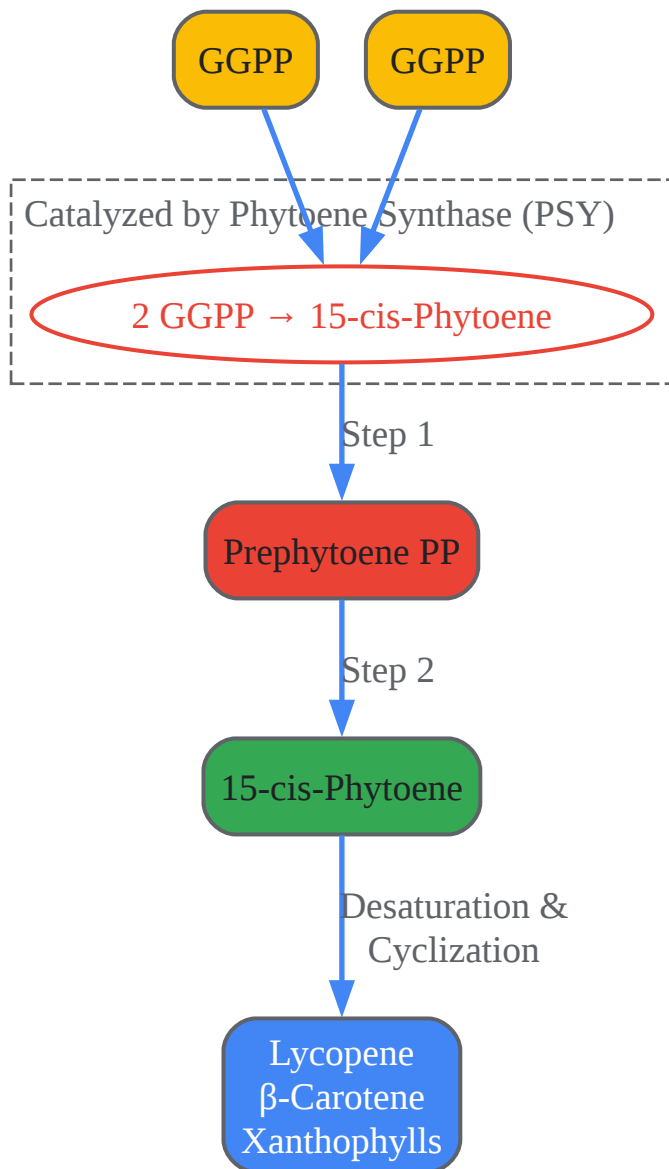 GGPP
GGPP
Catalyzed by Phytoene Synthase (PSY)
2 GGPP → 15-cis-Phytoene
Step 1
Prephytoene PP
Step 2
15-cis-Phytoene
Desaturation &
Cyclization
Lycopene
β-Carotene
Xanthophylls